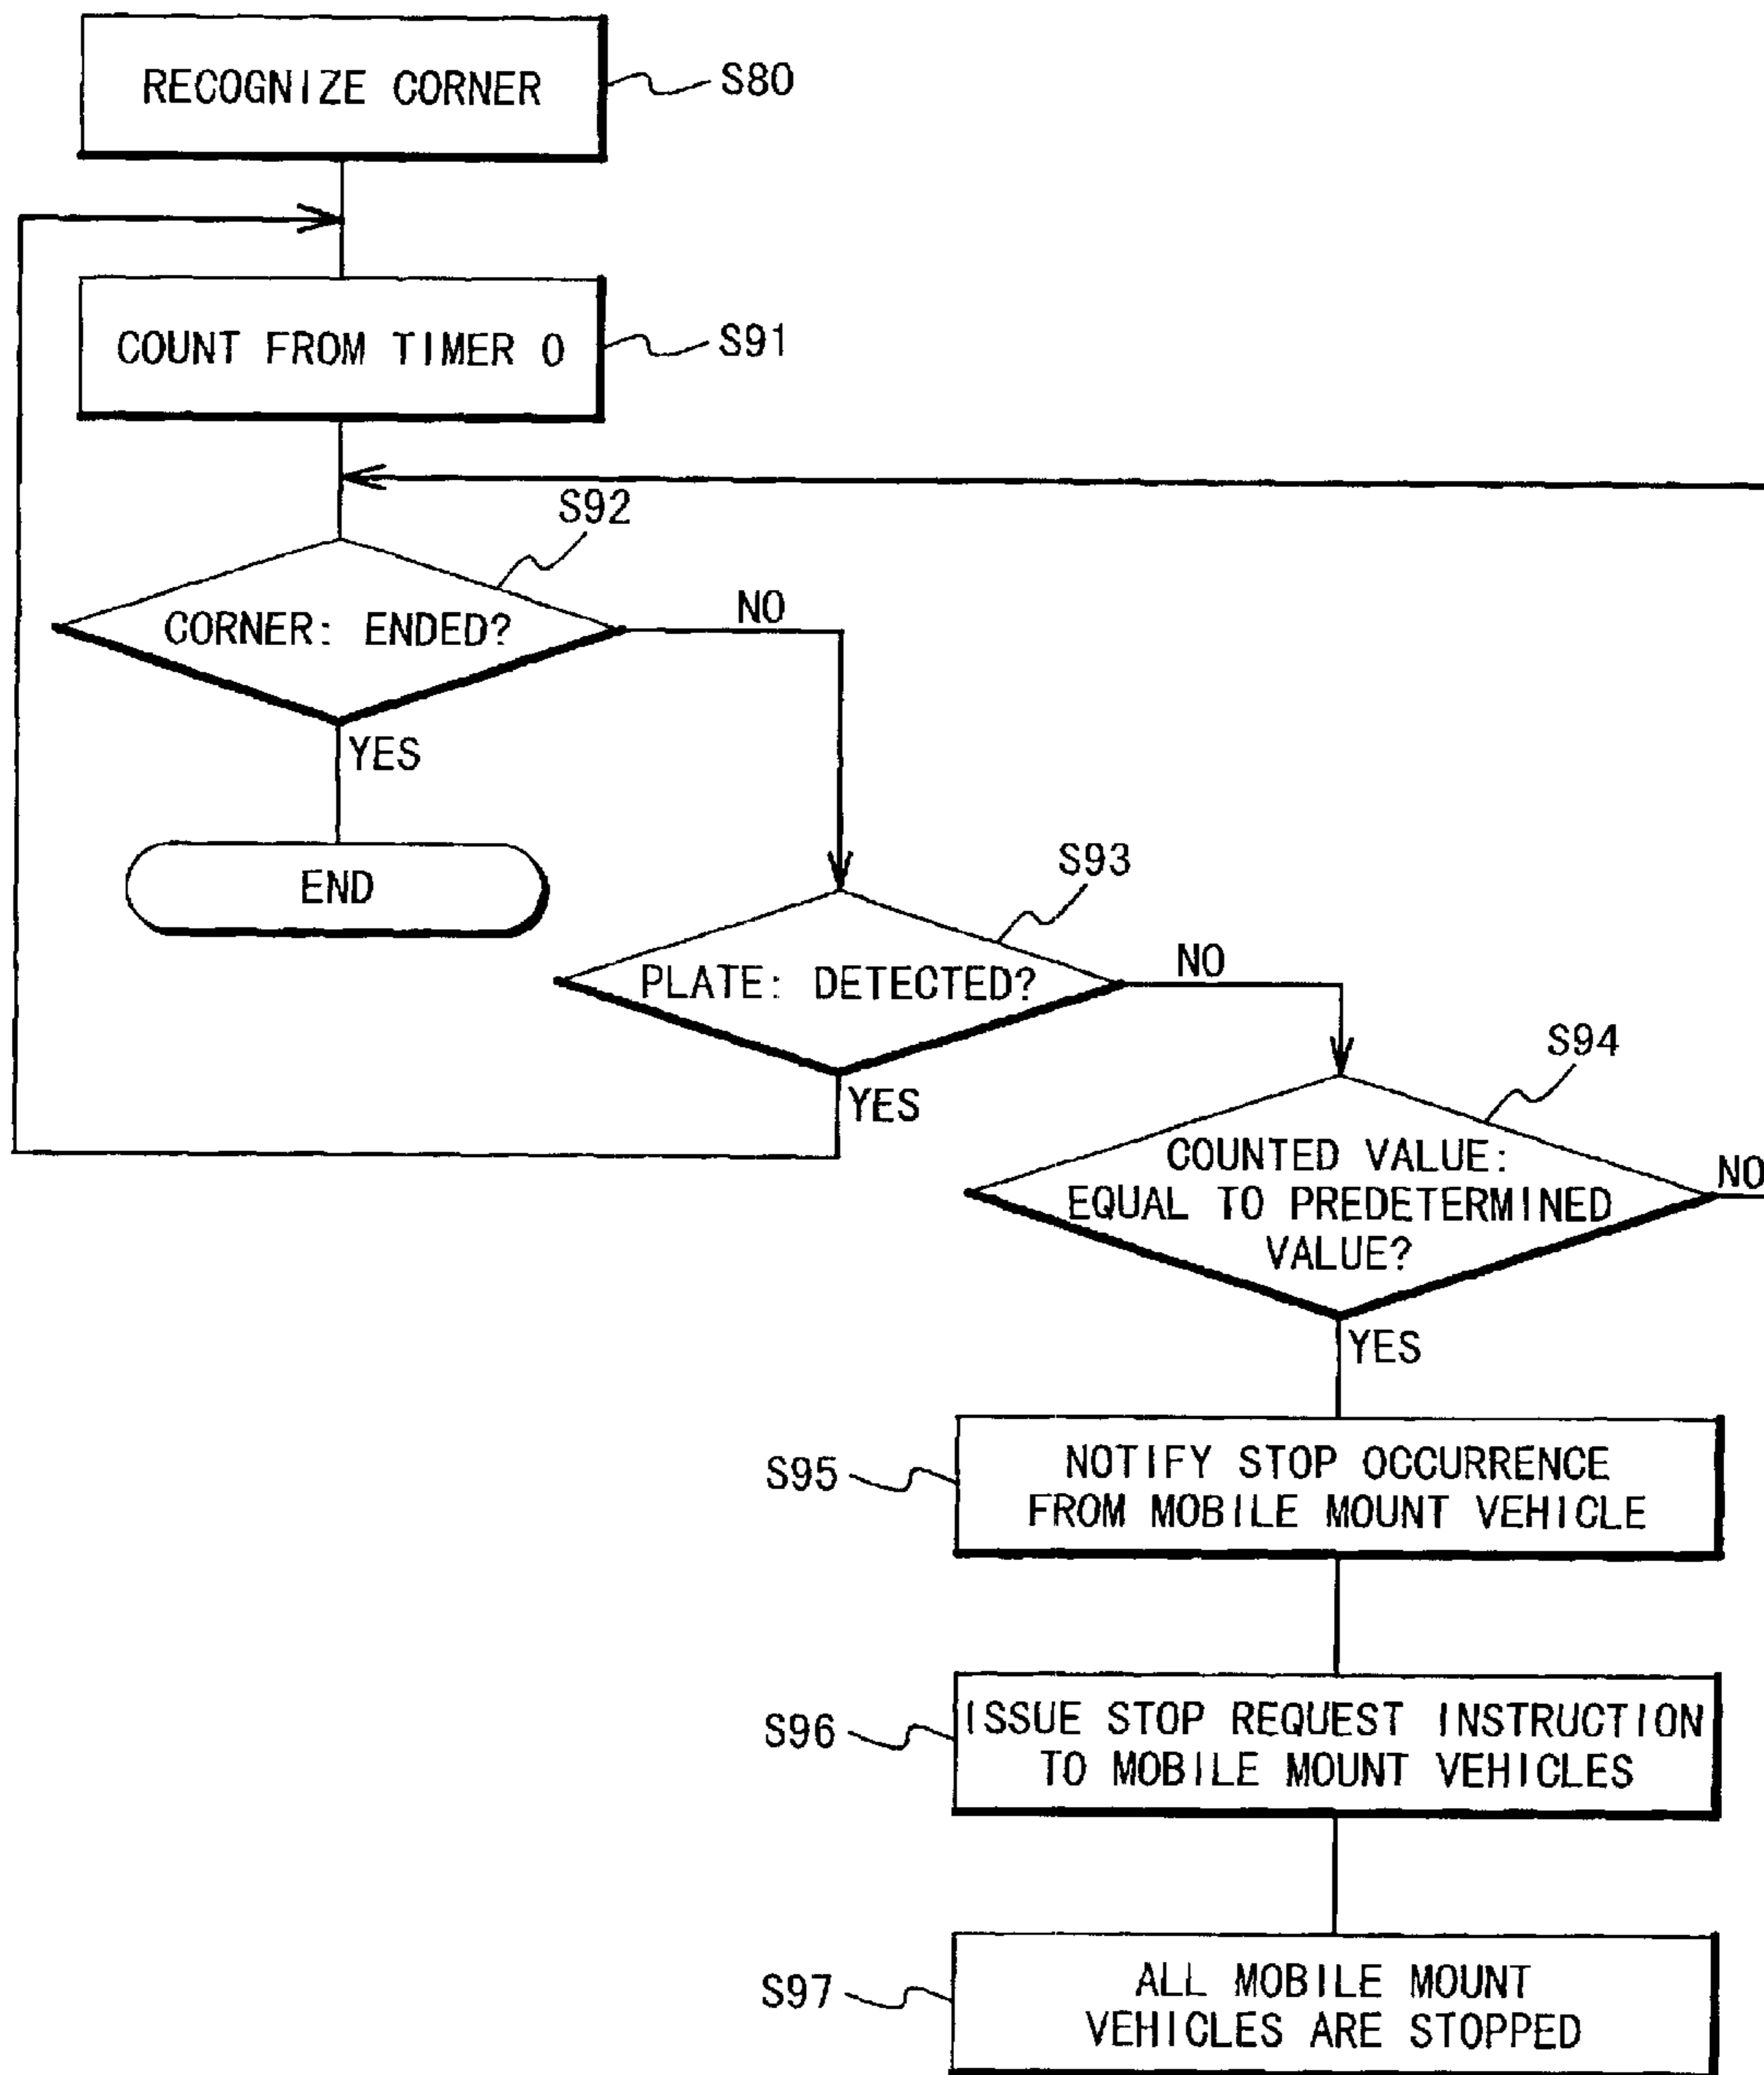 RECOGNIZE CORNER
S80
COUNT FROM TIMER 0
S91
S92
CORNER: ENDED?
NO
YES
END
S93
PLATE: DETECTED?
NO
YES
S94
COUNTED VALUE:
EQUAL TO PREDETERMINED
VALUE?
NO
YES
S95
NOTIFY STOP OCCURRENCE
FROM MOBILE MOUNT VEHICLE
S96
ISSUE STOP REQUEST INSTRUCTION
TO MOBILE MOUNT VEHICLES
S97
ALL MOBILE MOUNT
VEHICLES ARE STOPPED